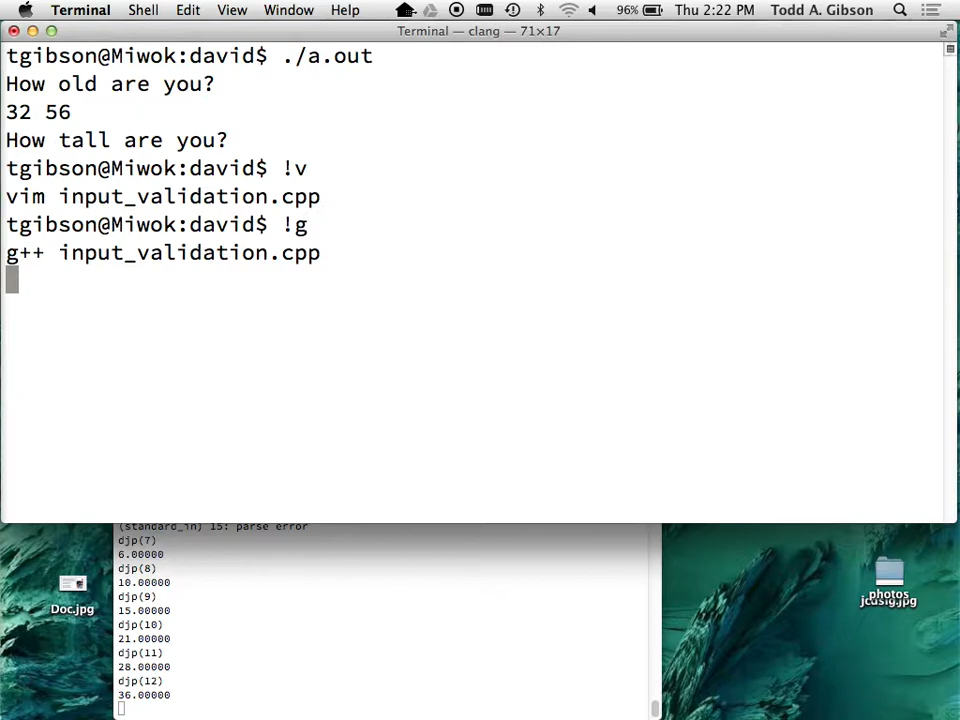 Terminal Shell Edit View Window Help 96% Thu 2:22 PM Todd A. Gibson
Terminal — clang — 71×17
tgibson@Miwok:david$ ./a.out
How old are you?
32 56
How tall are you?
tgibson@Miwok:david$ !v
vim input_validation.cpp
tgibson@Miwok:david$ !g
g++ input_validation.cpp
(standard_in) 15: parse error
djp(7)
6.00000
djp(8)
10.00000
djp(9)
15.00000
djp(10)
21.00000
djp(11)
28.00000
djp(12)
36.00000
Doc.jpg
photos
jcdsig.jpg